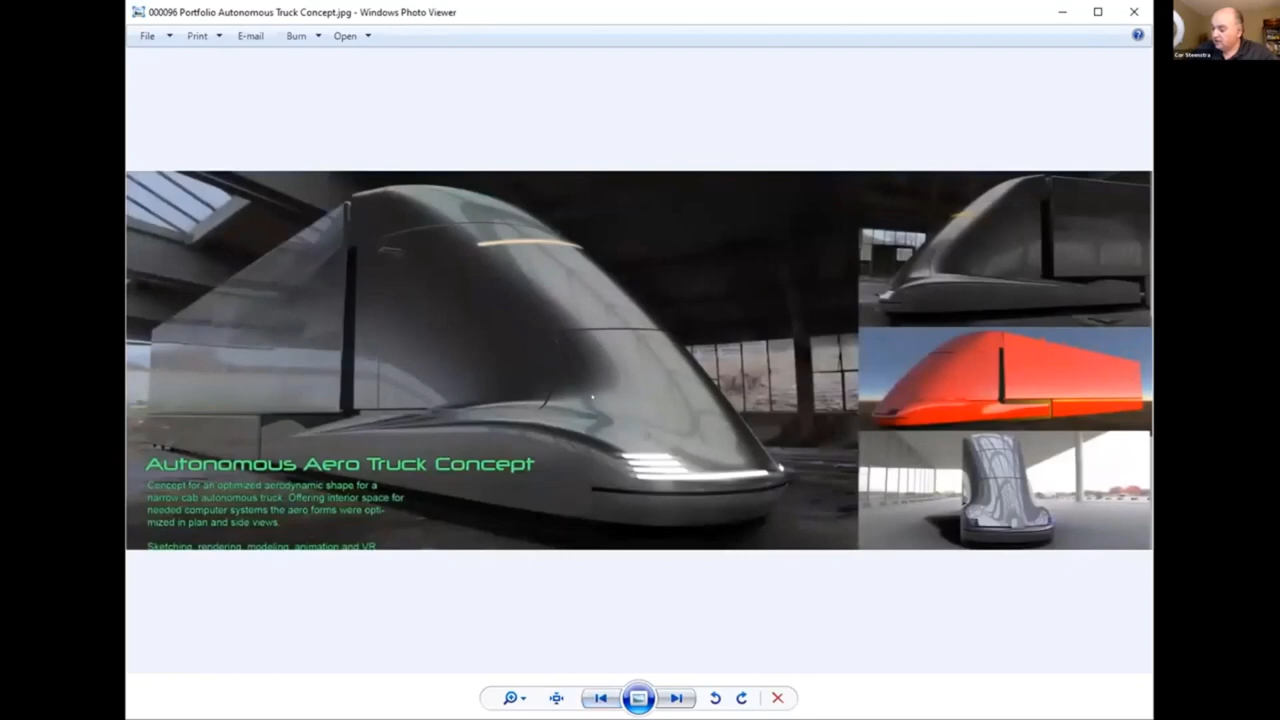 000096 Portfolio Autonomous Truck Concept.jpg - Windows Photo Viewer
File Print E-mail Burn Open
Cor Steenstra
Autonomous Aero Truck Concept
Concept for an optimized aerodynamic shape for a
narrow cab autonomous truck. Offering interior space for
needed computer systems the aero forms were opti-
mized in plan and side views.
Sketching, rendering, modeling, animation and VR